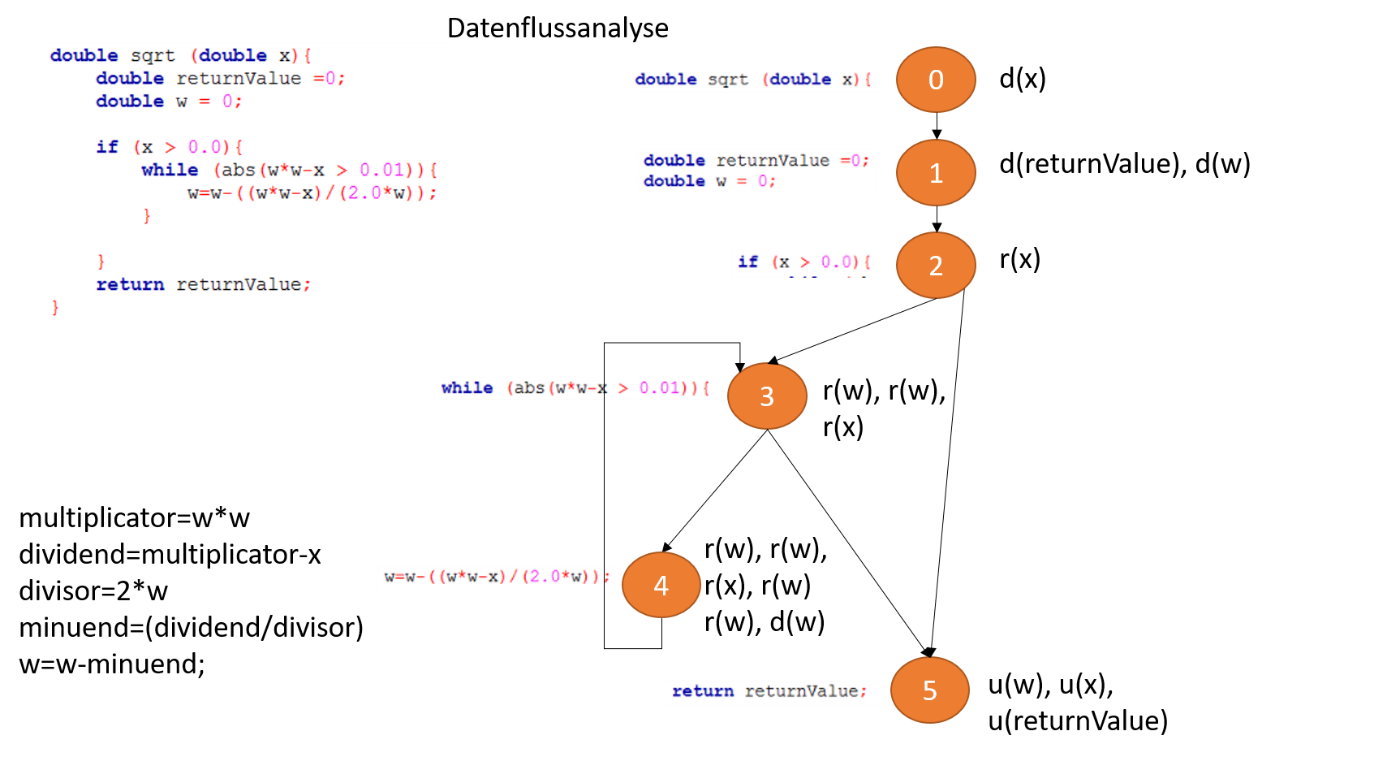 Datenflussanalyse
double sqrt (double x){
double returnValue =0;
double w = 0;
if (x > 0.0){
while (abs(w*w-x > 0.01)){
w=w-((w*w-x)/(2.0*w));
}
}
return returnValue;
}
double sqrt (double x){
0
d(x)
double returnValue =0;
double w = 0;
1
d(returnValue), d(w)
if (x > 0.0){
2
r(x)
while (abs(w*w-x > 0.01)){
3
r(w), r(w),
r(x)
multiplicator=w*w
dividend=multiplicator-x
divisor=2*w
minuend=(dividend/divisor)
w=w-minuend;
w=w-((w*w-x)/(2.0*w));
4
r(w), r(w),
r(x), r(w)
r(w), d(w)
return returnValue;
5
u(w), u(x),
u(returnValue)